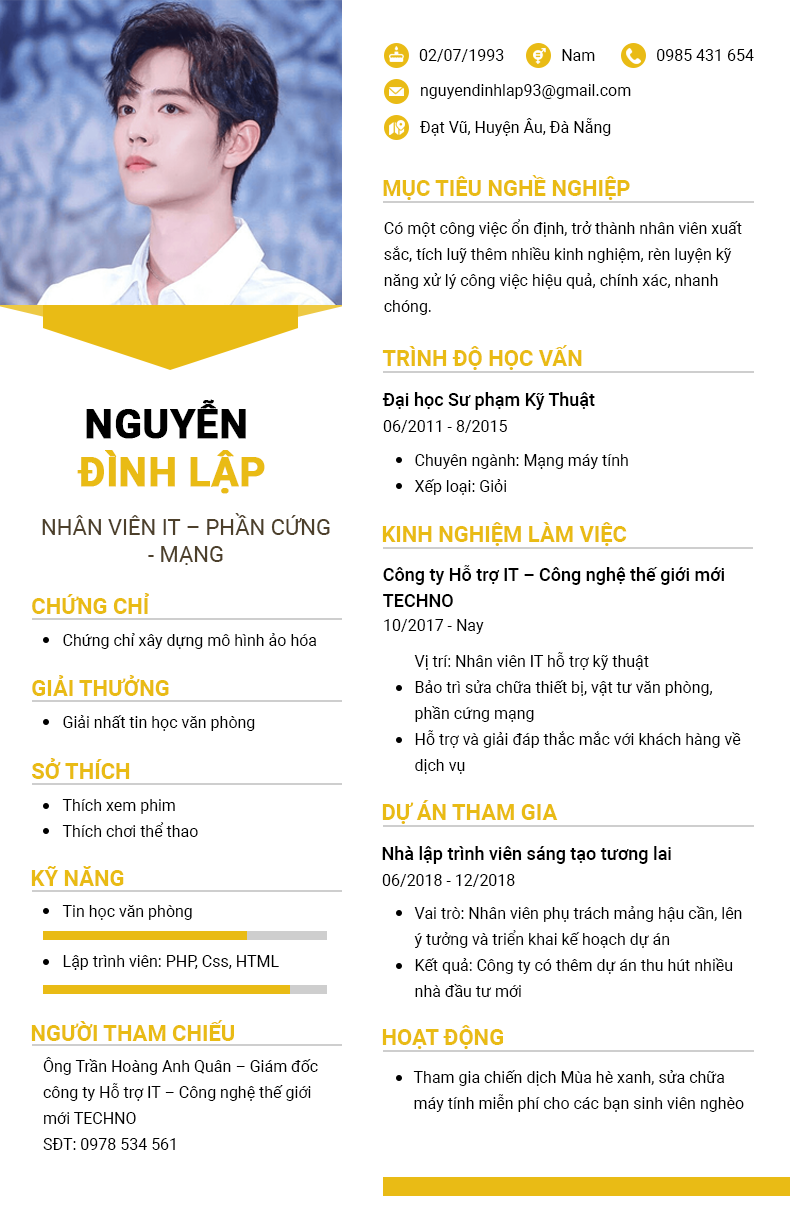 02/07/1993 Nam 0985 431 654
nguyendinhlap93@gmail.com
Đạt Vũ, Huyện Âu, Đà Nẵng
NGUYỄN
ĐÌNH LẬP
NHÂN VIÊN IT – PHẦN CỨNG
- MẠNG
CHỨNG CHỈ
• Chứng chỉ xây dựng mô hình ảo hóa
GIẢI THƯỞNG
• Giải nhất tin học văn phòng
SỞ THÍCH
• Thích xem phim
• Thích chơi thể thao
KỸ NĂNG
• Tin học văn phòng
• Lập trình viên: PHP, Css, HTML
NGƯỜI THAM CHIẾU
Ông Trần Hoàng Anh Quân – Giám đốc
công ty Hỗ trợ IT – Công nghệ thế giới
mới TECHNO
SĐT: 0978 534 561
MỤC TIÊU NGHỀ NGHIỆP
Có một công việc ổn định, trở thành nhân viên xuất
sắc, tích luỹ thêm nhiều kinh nghiệm, rèn luyện kỹ
năng xử lý công việc hiệu quả, chính xác, nhanh
chóng.
TRÌNH ĐỘ HỌC VẤN
Đại học Sư phạm Kỹ Thuật
06/2011 - 8/2015
• Chuyên ngành: Mạng máy tính
• Xếp loại: Giỏi
KINH NGHIỆM LÀM VIỆC
Công ty Hỗ trợ IT – Công nghệ thế giới mới
TECHNO
10/2017 - Nay
Vị trí: Nhân viên IT hỗ trợ kỹ thuật
• Bảo trì sửa chữa thiết bị, vật tư văn phòng,
phần cứng mạng
• Hỗ trợ và giải đáp thắc mắc với khách hàng về
dịch vụ
DỰ ÁN THAM GIA
Nhà lập trình viên sáng tạo tương lai
06/2018 - 12/2018
• Vai trò: Nhân viên phụ trách mảng hậu cần, lên
ý tưởng và triển khai kế hoạch dự án
• Kết quả: Công ty có thêm dự án thu hút nhiều
nhà đầu tư mới
HOẠT ĐỘNG
• Tham gia chiến dịch Mùa hè xanh, sửa chữa
máy tính miễn phí cho các bạn sinh viên nghèo